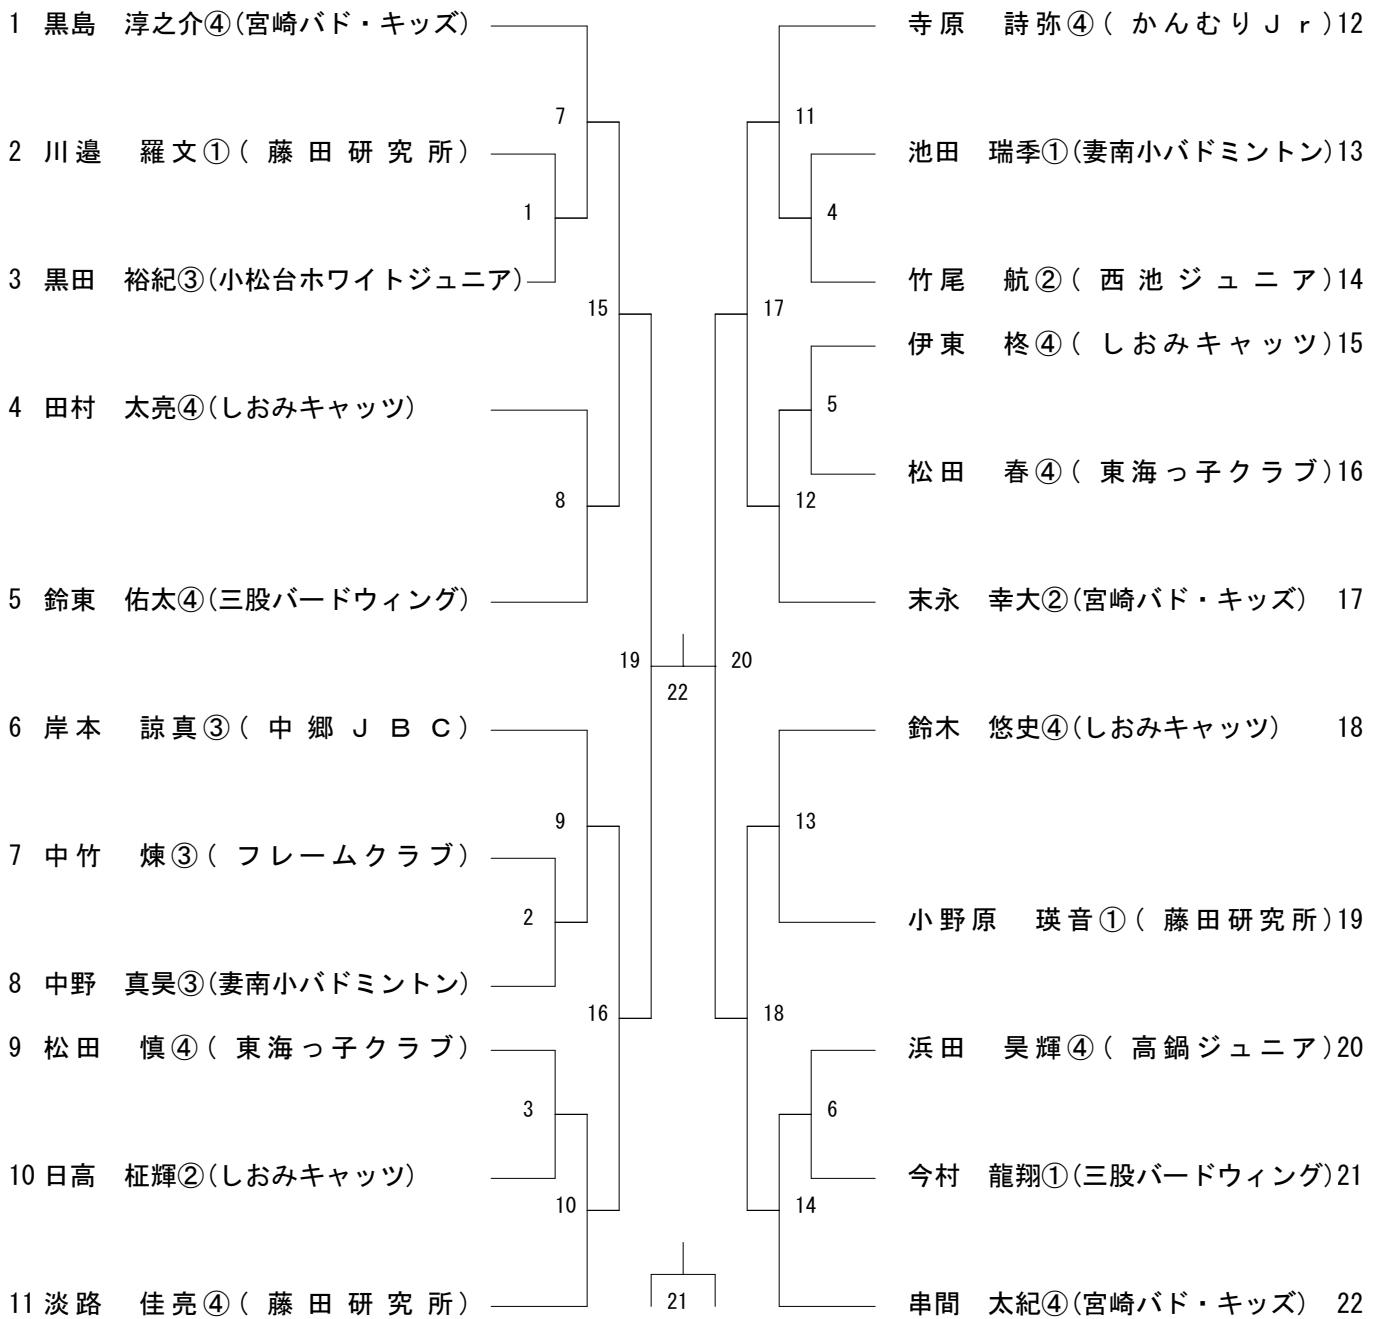 1 黒島 淳之介④(宮崎バド・キッズ)
7
2 川邉 羅文①(藤田研究所)
1
3 黒田 裕紀③(小松台ホワイトジュニア)
15
4 田村 太亮④(しおみキャッツ)
8
5 鈴東 佑太④(三股バードウィング)
19
6 岸本 諒真③(中郷JBC)
9
7 中竹 煉③(フレームクラブ)
2
8 中野 真昊③(妻南小バドミントン)
16
9 松田 慎④(東海っ子クラブ)
3
10 日高 柾輝②(しおみキャッツ)
10
11 淡路 佳亮④(藤田研究所)
22
21
寺原 詩弥④(かんむりJr)12
11
池田 瑞季①(妻南小バドミントン)13
4
竹尾 航②(西池ジュニア)14
17
伊東 柊④(しおみキャッツ)15
5
松田 春④(東海っ子クラブ)16
12
末永 幸大②(宮崎バド・キッズ) 17
20
鈴木 悠史④(しおみキャッツ) 18
13
小野原 瑛音①(藤田研究所)19
18
浜田 昊輝④(高鍋ジュニア)20
6
今村 龍翔①(三股バードウィング)21
14
串間 太紀④(宮崎バド・キッズ) 22